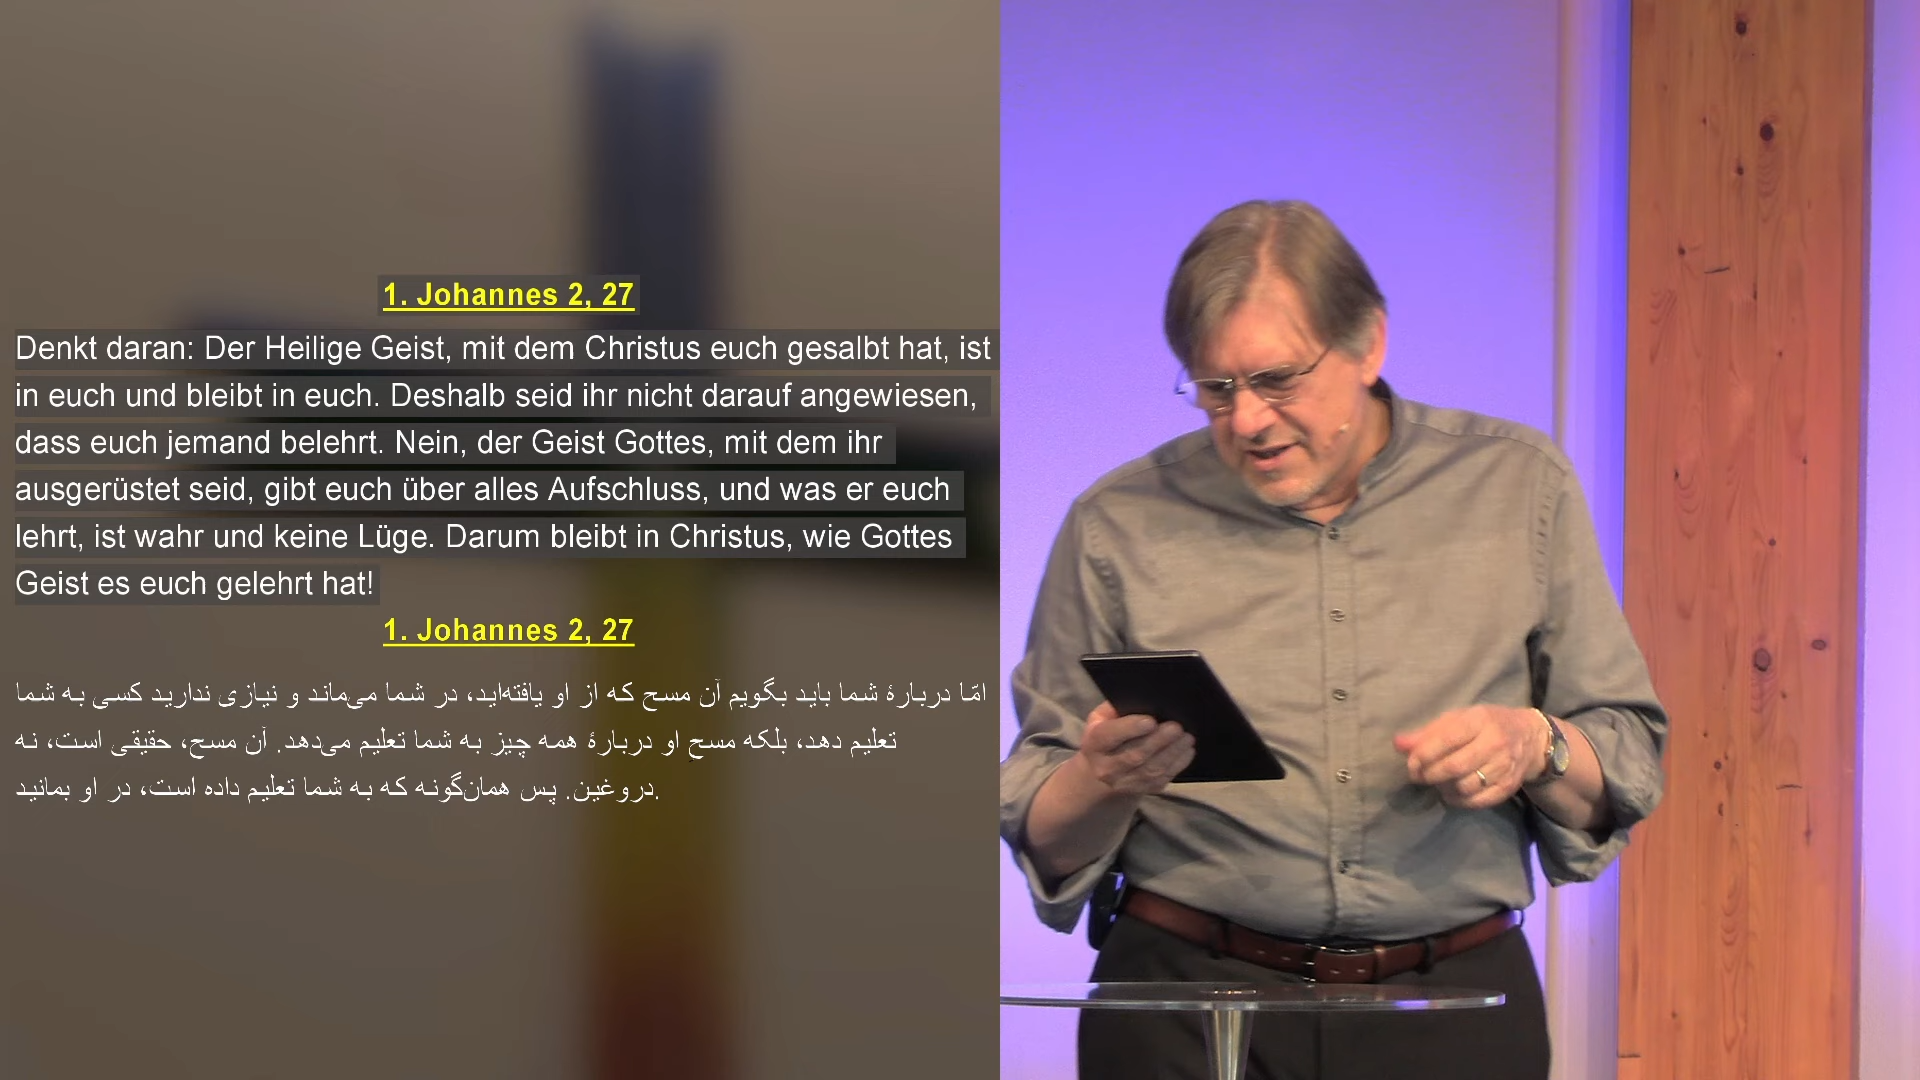 1. Johannes 2, 27
Denkt daran: Der Heilige Geist, mit dem Christus euch gesalbt hat, ist
in euch und bleibt in euch. Deshalb seid ihr nicht darauf angewiesen,
dass euch jemand belehrt. Nein, der Geist Gottes, mit dem ihr
ausgerüstet seid, gibt euch über alles Aufschluss, und was er euch
lehrt, ist wahr und keine Lüge. Darum bleibt in Christus, wie Gottes
Geist es euch gelehrt hat!
1. Johannes 2, 27
امّا دربارهٔ شما باید بگویم آن مسح که از او یافته‌اید، در شما می‌ماند و نیازی ندارید کسی به شما
تعلیم دهد، بلکه مسحِ او دربارهٔ همه چیز به شما تعلیم می‌دهد. آن مسح، حقیقی است، نه
دروغین. پس همان‌گونه که به شما تعلیم داده است، در او بمانید.